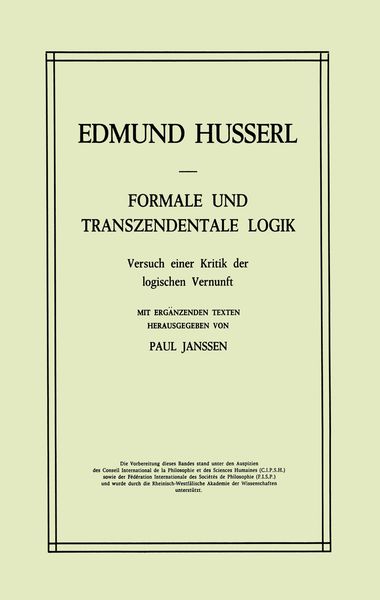 EDMUND HUSSERL
FORMALE UND
TRANSZENDENTALE LOGIK
Versuch einer Kritik der
logischen Vernunft
MIT ERGÄNZENDEN TEXTEN
HERAUSGEGEBEN VON
PAUL JANSSEN
Die Vorbereitung dieses Bandes stand unter den Auspizien
des Conseil International de la Philosophie et des Sciences Humaines (C.I.P.S.H.)
sowie der Fédération Internationale des Sociétés de Philosophie (F.I.S.P.)
und wurde durch die Rheinisch-Westfälische Akademie der Wissenschaften
unterstützt.